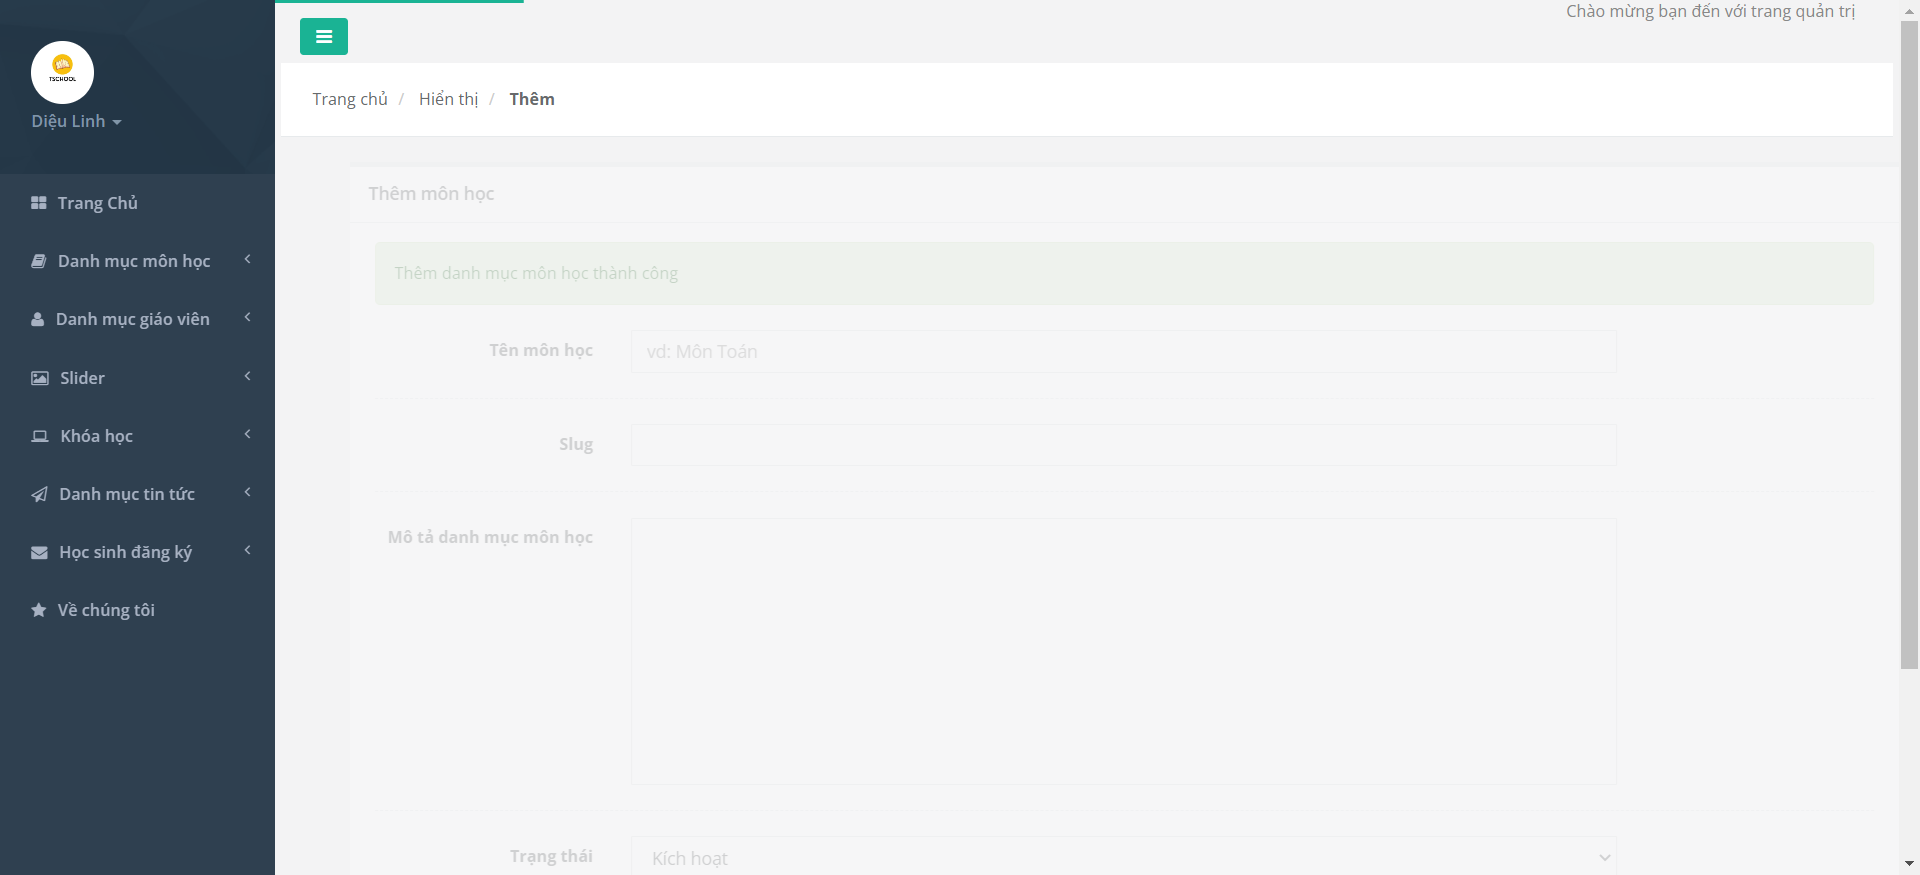 TSCHOOL
Diệu Linh
Trang Chủ
Danh mục môn học
Danh mục giáo viên
Slider
Khóa học
Danh mục tin tức
Học sinh đăng ký
Về chúng tôi
Chào mừng bạn đến với trang quản trị
Trang chủ / Hiển thị / Thêm
Thêm môn học
Thêm danh mục môn học thành công
Tên môn học
vd: Môn Toán
Slug
Mô tả danh mục môn học
Trạng thái
Kích hoạt